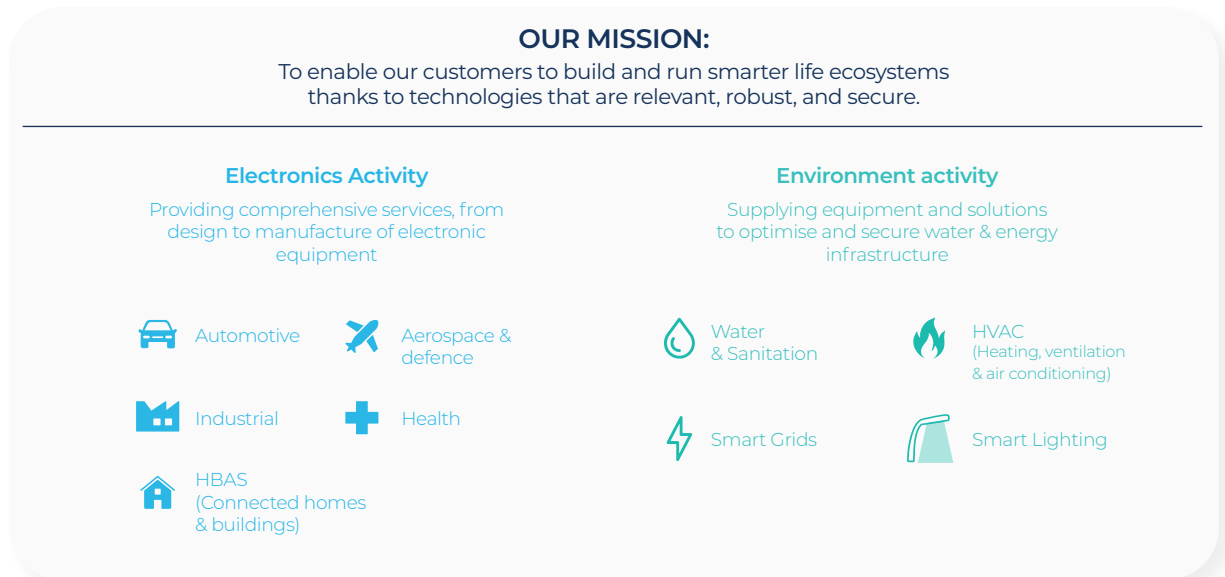 OUR MISSION:
To enable our customers to build and run smarter life ecosystems
thanks to technologies that are relevant, robust, and secure.
Electronics Activity
Providing comprehensive services, from
design to manufacture of electronic
equipment
Automotive
Aerospace &
defence
Industrial
Health
HBAS
(Connected homes
& buildings)
Environment activity
Supplying equipment and solutions
to optimise and secure water & energy
infrastructure
Water
& Sanitation
HVAC
(Heating, ventilation
& air conditioning)
Smart Grids
Smart Lighting